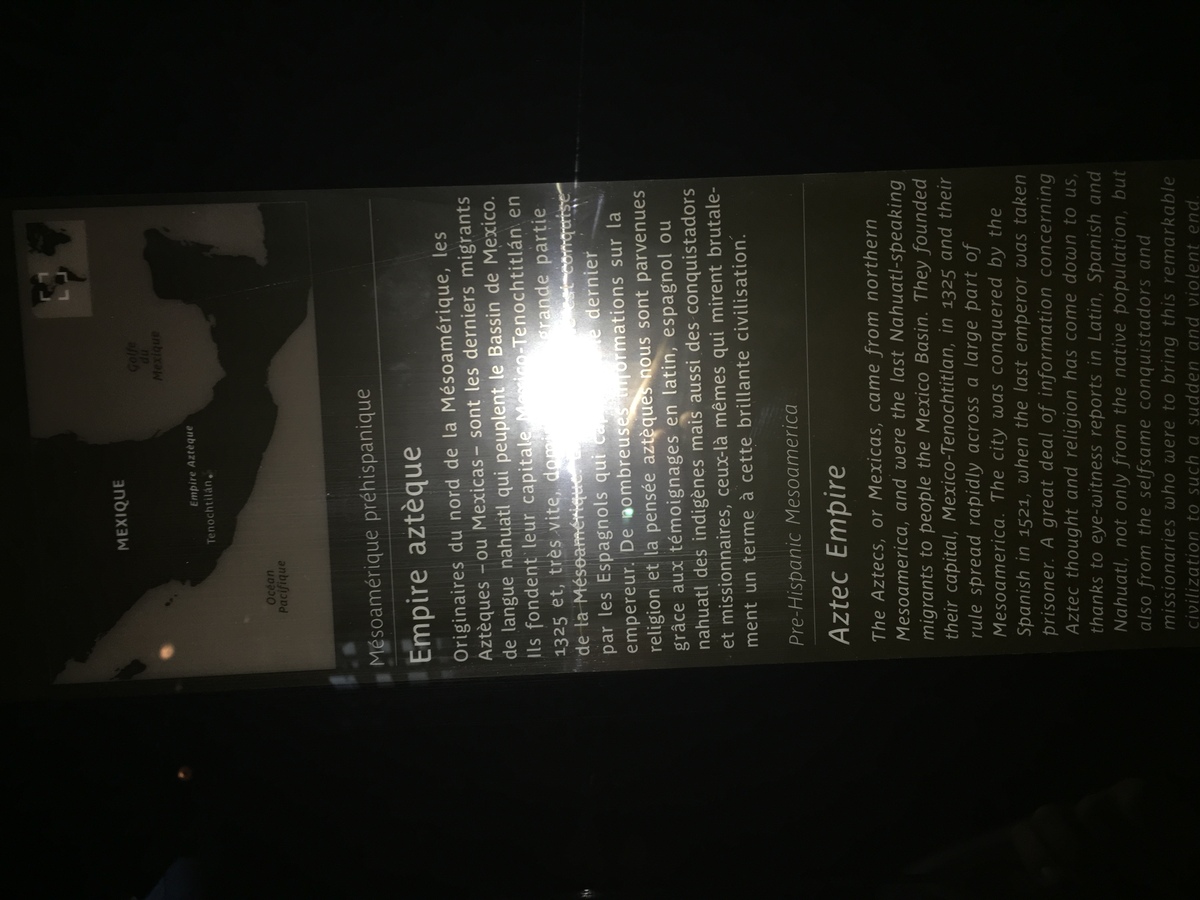 Golfe
du
Mexique
MEXIQUE
Empire Aztèque
Tenochtitlán
Océan
Pacifique
Mésoamérique préhispanique
Empire aztèque
Originaires du nord de la Mésoamérique, les
Aztèques – ou Mexicas – sont les derniers migrants
de langue nahuatl qui peuplent le Bassin de Mexico.
Ils fondent leur capitale Mexico-Tenochtitlán en
1325 et, très vite, grande partie
de la Mésoamérique conquise
par les Espagnols qui dernier
empereur. De nombreuses informations sur la
religion et la pensée aztèques nous sont parvenues
grâce aux témoignages en latin, espagnol ou
nahuatl des indigènes mais aussi des conquistadors
et missionnaires, ceux-là mêmes qui mirent brutale-
ment un terme à cette brillante civilisation.
Pre-Hispanic Mesoamerica
Aztec Empire
The Aztecs, or Mexicas, came from northern
Mesoamerica, and were the last Nahuatl-speaking
migrants to people the Mexico Basin. They founded
their capital, Mexico-Tenochtitlan, in 1325 and their
rule spread rapidly across a large part of
Mesoamerica. The city was conquered by the
Spanish in 1521, when the last emperor was taken
prisoner. A great deal of information concerning
Aztec thought and religion has come down to us,
thanks to eye-witness reports in Latin, Spanish and
Nahuatl, not only from the native population, but
also from the selfsame conquistadors and
missionaries who were to bring this remarkable
civilization to such a sudden and violent end.